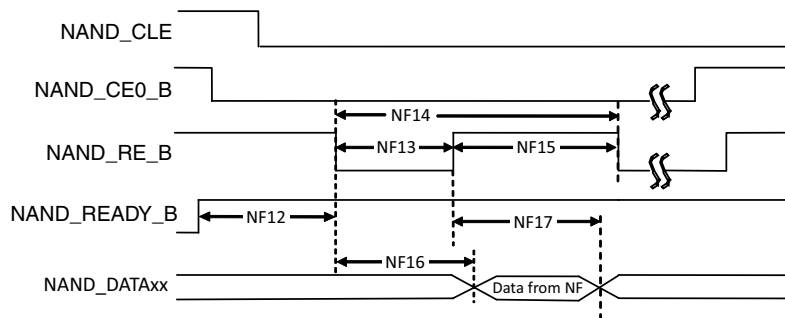 NAND_CLE
NAND_CE0_B
NF14
NAND_RE_B
NF13
NF15
NAND_READY_B
NF12
NF17
NF16
NAND_DATAxx
Data from NF